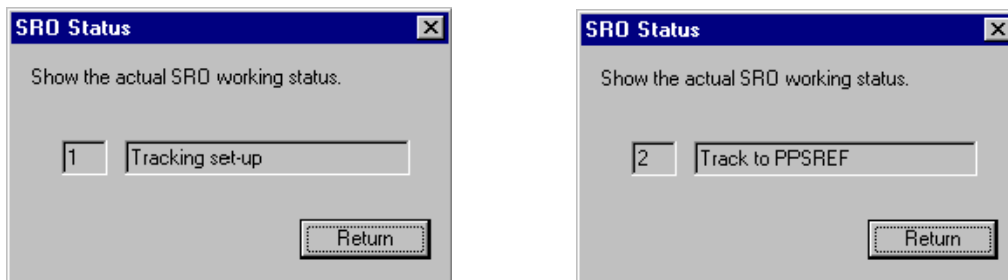 SRO Status
Show the actual SRO working status.
1 Tracking set-up
Return
SRO Status
Show the actual SRO working status.
2 Track to PPSREF
Return